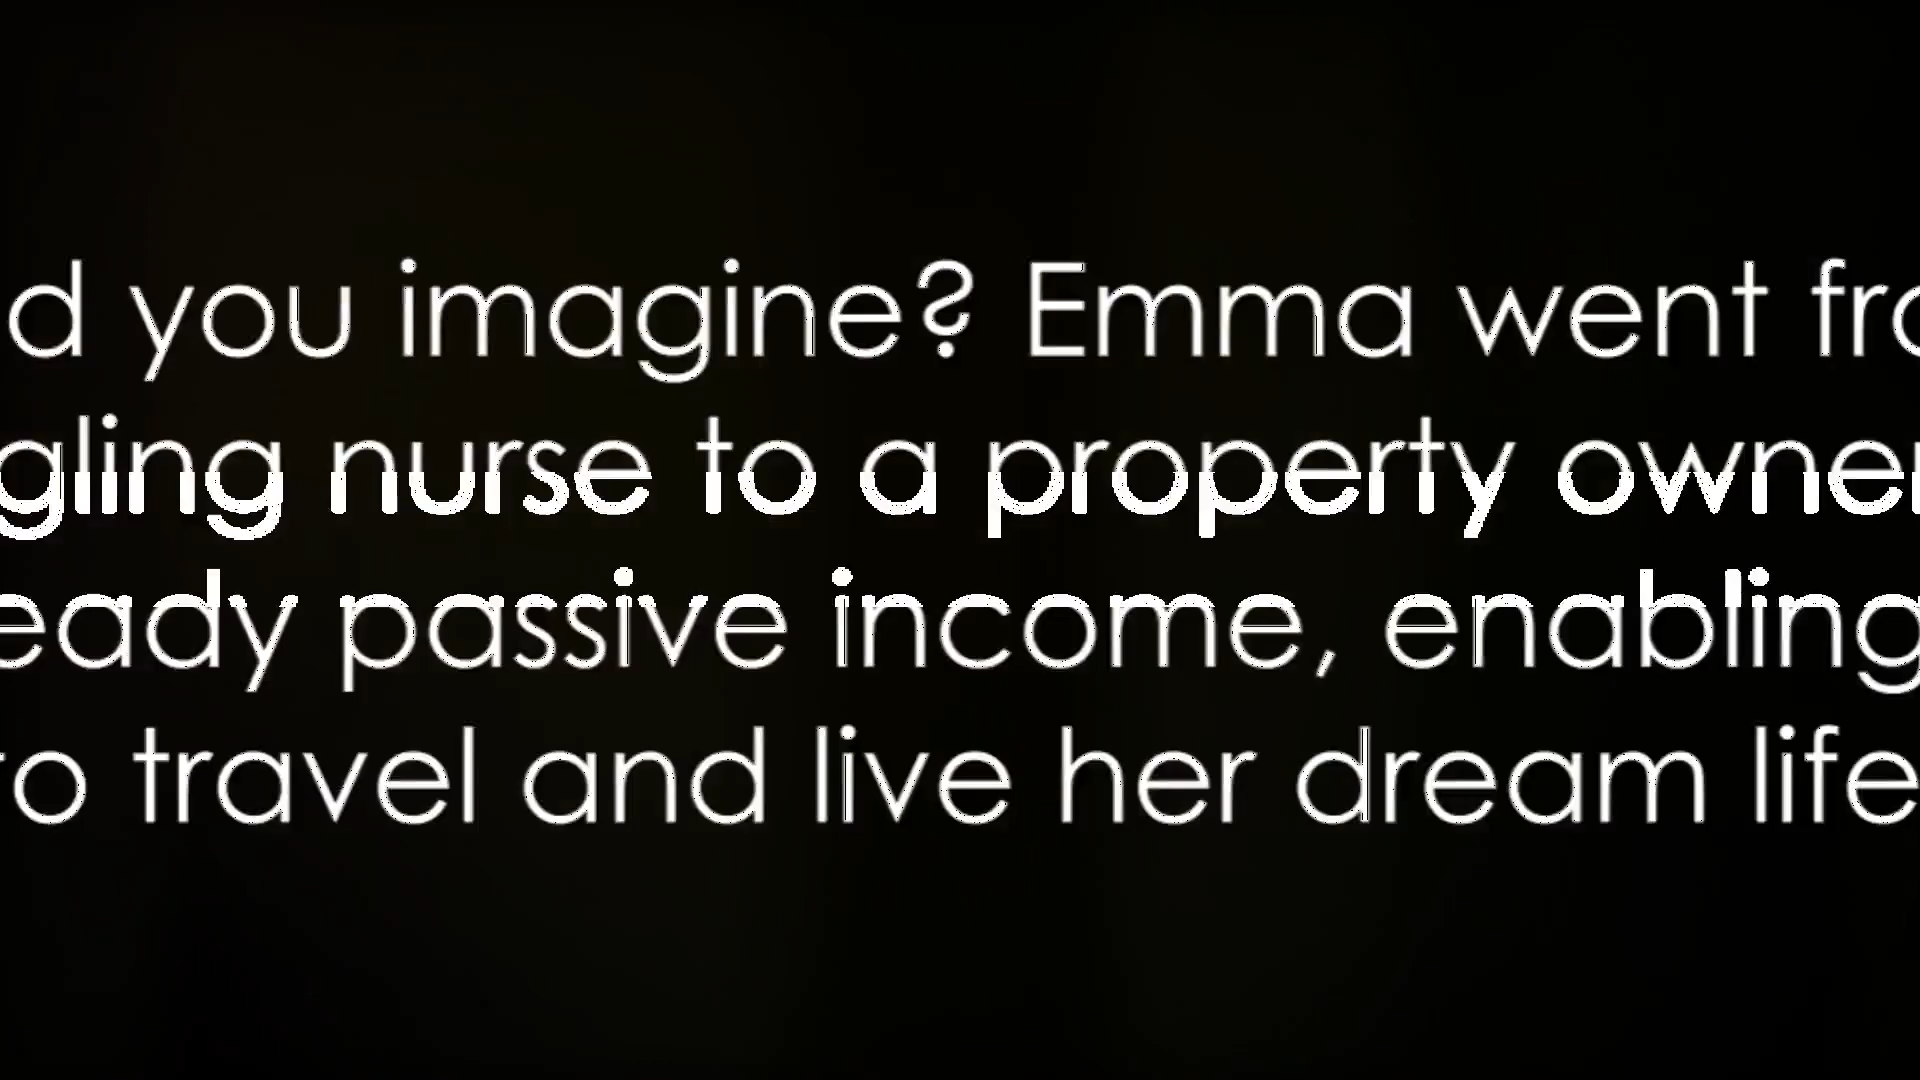 d you imagine? Emma went fro
gling nurse to a property owner
eady passive income, enabling
to travel and live her dream life